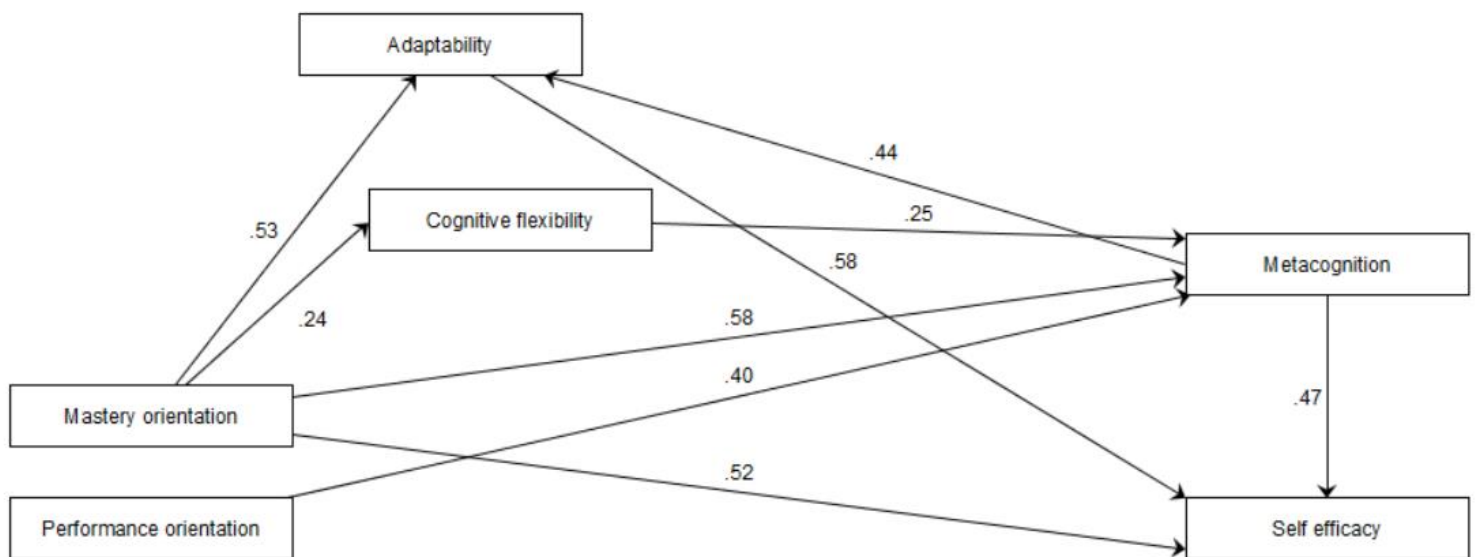 Adaptability
.44
Cognitive flexibility
.25
.53
.58
Metacognition
.24
.58
.40
.47
Mastery orientation
.52
Performance orientation
Self efficacy